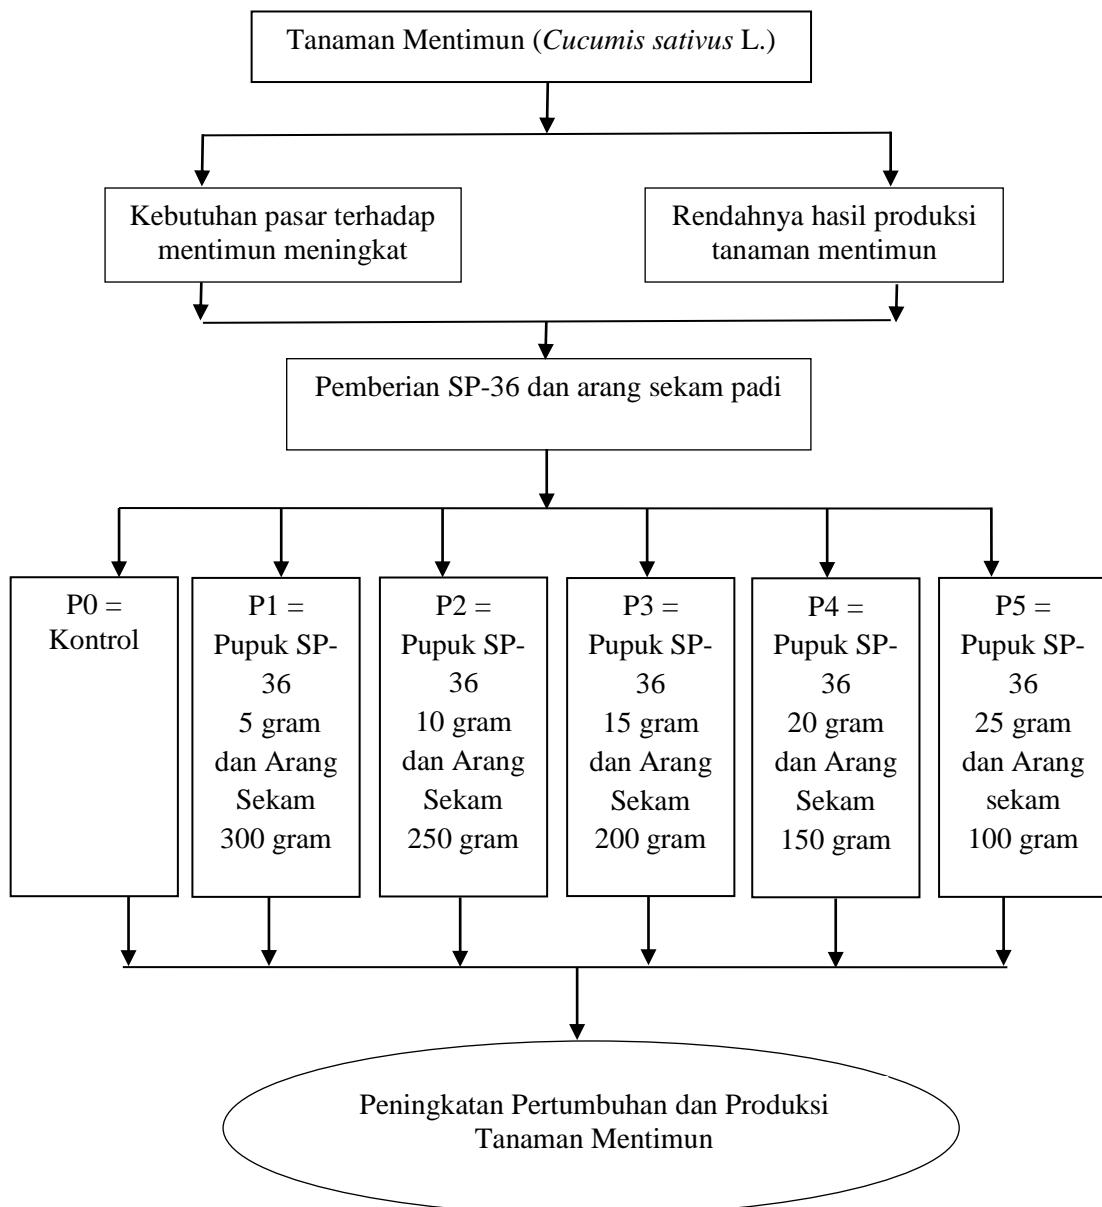 Tanaman Mentimun (Cucumis sativus L.)
Kebutuhan pasar terhadap
mentimun meningkat
Rendahnya hasil produksi
tanaman mentimun
Pemberian SP-36 dan arang sekam padi
P0 =
Kontrol
P1 =
Pupuk SP-
36
5 gram
dan Arang
Sekam
300 gram
P2 =
Pupuk SP-
36
10 gram
dan Arang
Sekam
250 gram
P3 =
Pupuk SP-
36
15 gram
dan Arang
Sekam
200 gram
P4 =
Pupuk SP-
36
20 gram
dan Arang
Sekam
150 gram
P5 =
Pupuk SP-
36
25 gram
dan Arang
sekam
100 gram
Peningkatan Pertumbuhan dan Produksi
Tanaman Mentimun